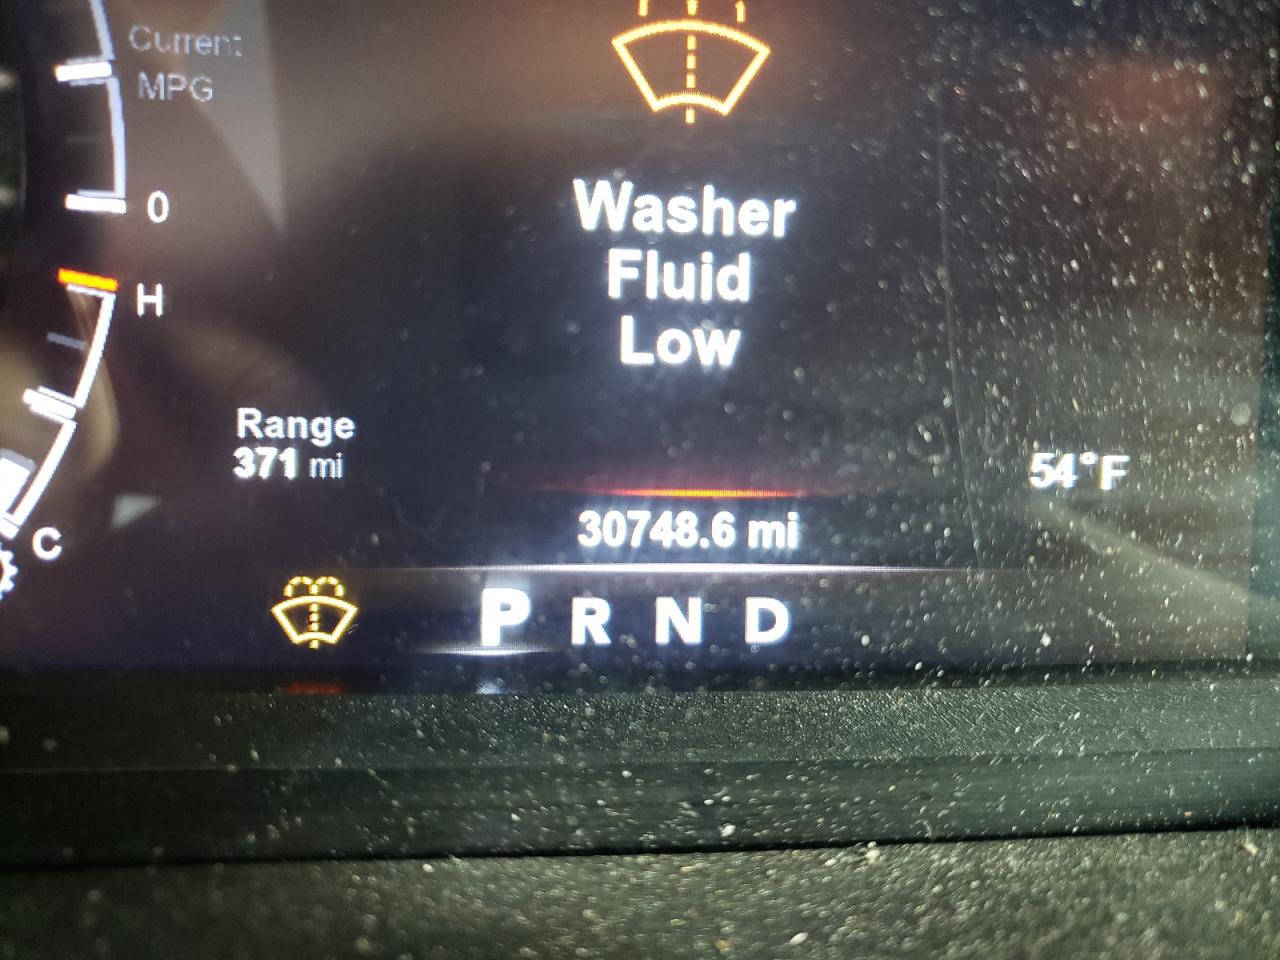 Current
MPG
0
H
Washer
Fluid
Low
Range
371 mi
54°F
30748.6 mi
C
P R N D